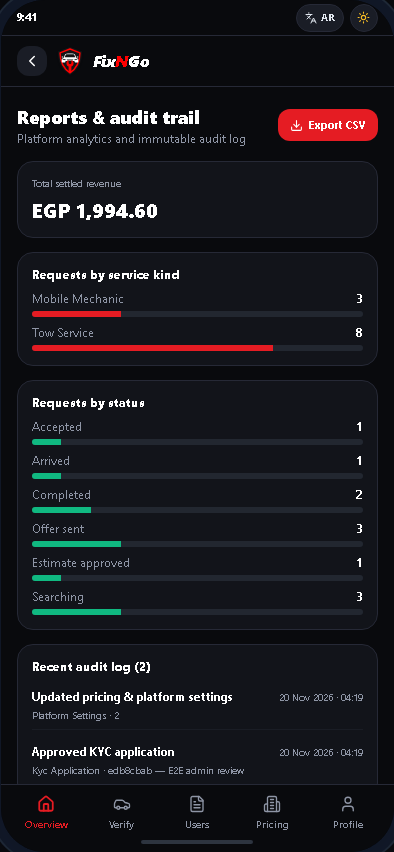 9:41
AR
FixNGo
Reports & audit trail
Platform analytics and immutable audit log
Export CSV
Total settled revenue
EGP 1,994.60
Requests by service kind
Mobile Mechanic 3
Tow Service 8
Requests by status
Accepted 1
Arrived 1
Completed 2
Offer sent 3
Estimate approved 1
Searching 3
Recent audit log (2)
Updated pricing & platform settings 20 Nov 2026 · 04:19
Platform Settings · 2
Approved KYC application 20 Nov 2026 · 04:19
Kyc Application · edb8cbab — E2E admin review
Overview Verify Users Pricing Profile